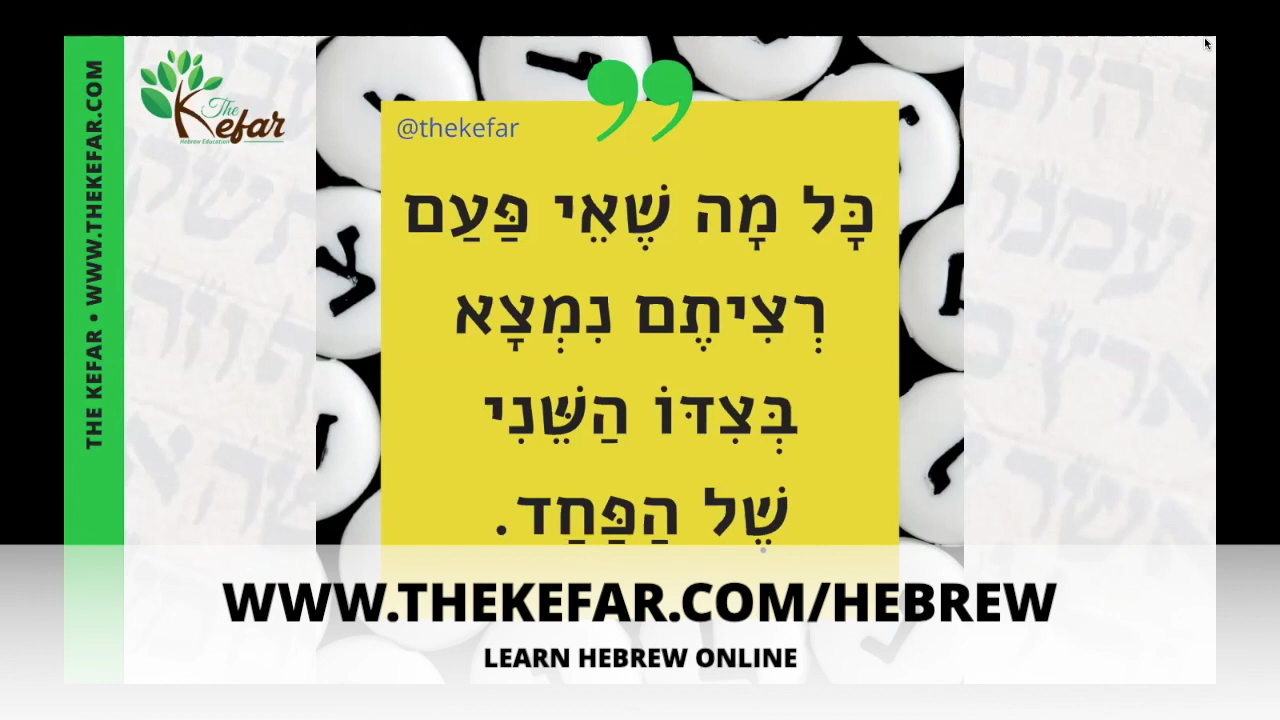 THE KEFAR • WWW.THEKEFAR.COM
The
Kefar
Hebrew Education
@thekefar
כָּל מָה שֶׁאֵי פַּעַם
רְצִיתֶם נִמְצָא
בְּצִדּוֹ הַשֵּׁנִי
שֶׁל הַפַּחַד.
WWW.THEKEFAR.COM/HEBREW
LEARN HEBREW ONLINE